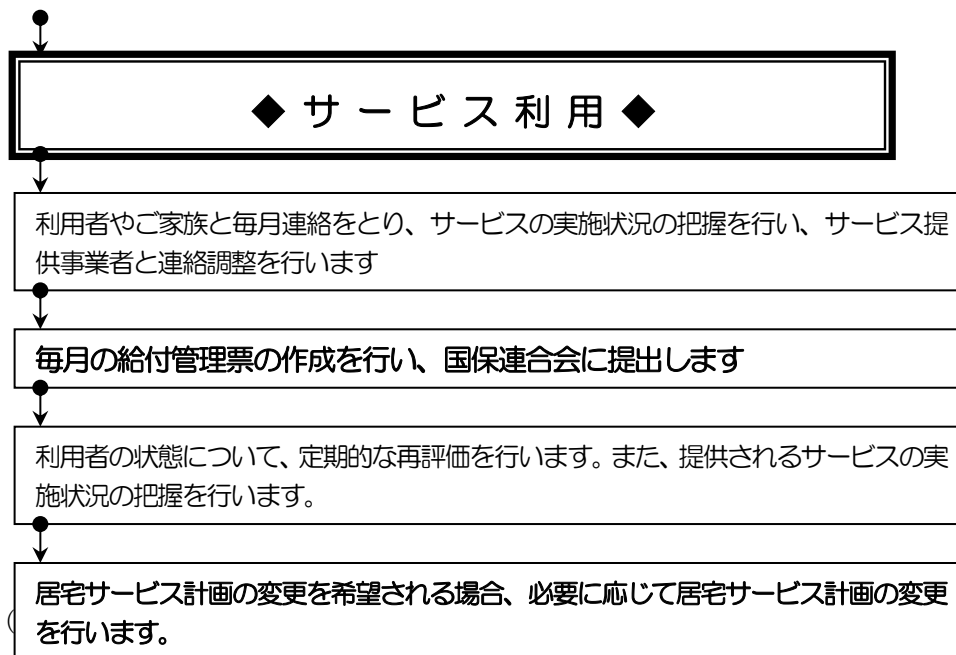 ◆サービス利用◆
利用者やご家族と毎月連絡をとり、サービスの実施状況の把握を行い、サービス提
供事業者と連絡調整を行います
毎月の給付管理票の作成を行い、国保連合会に提出します
利用者の状態について、定期的な再評価を行います。また、提供されるサービスの実
施状況の把握を行います。
居宅サービス計画の変更を希望される場合、必要に応じて居宅サービス計画の変更
を行います。